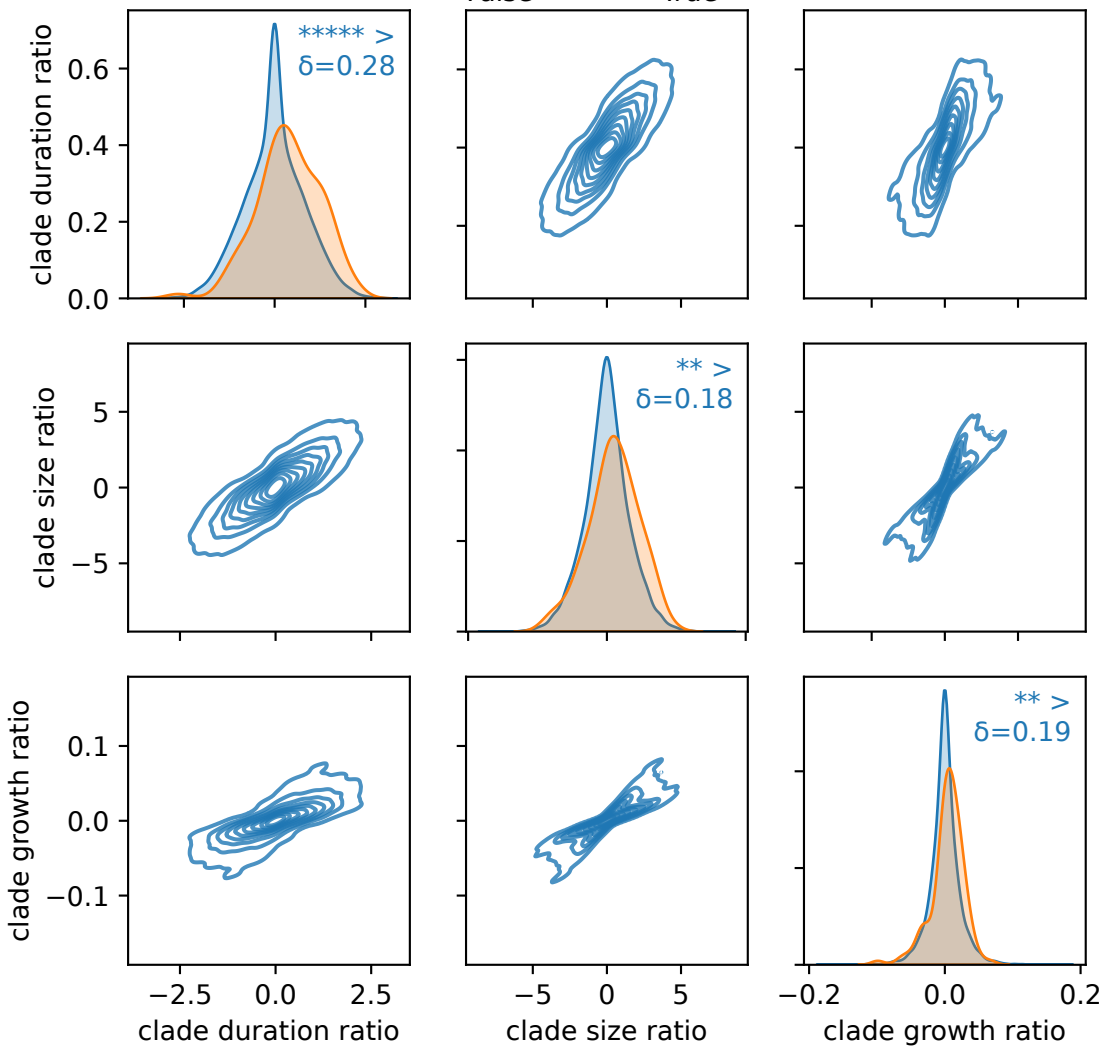 clade duration ratio
0.6
0.4
0.2
0.0
***** >
δ=0.28
clade size ratio
5
0
−5
** >
δ=0.18
clade growth ratio
0.1
0.0
−0.1
** >
δ=0.19
−2.5 0.0 2.5
−5 0 5
−0.2 0.0 0.2
clade duration ratio
clade size ratio
clade growth ratio